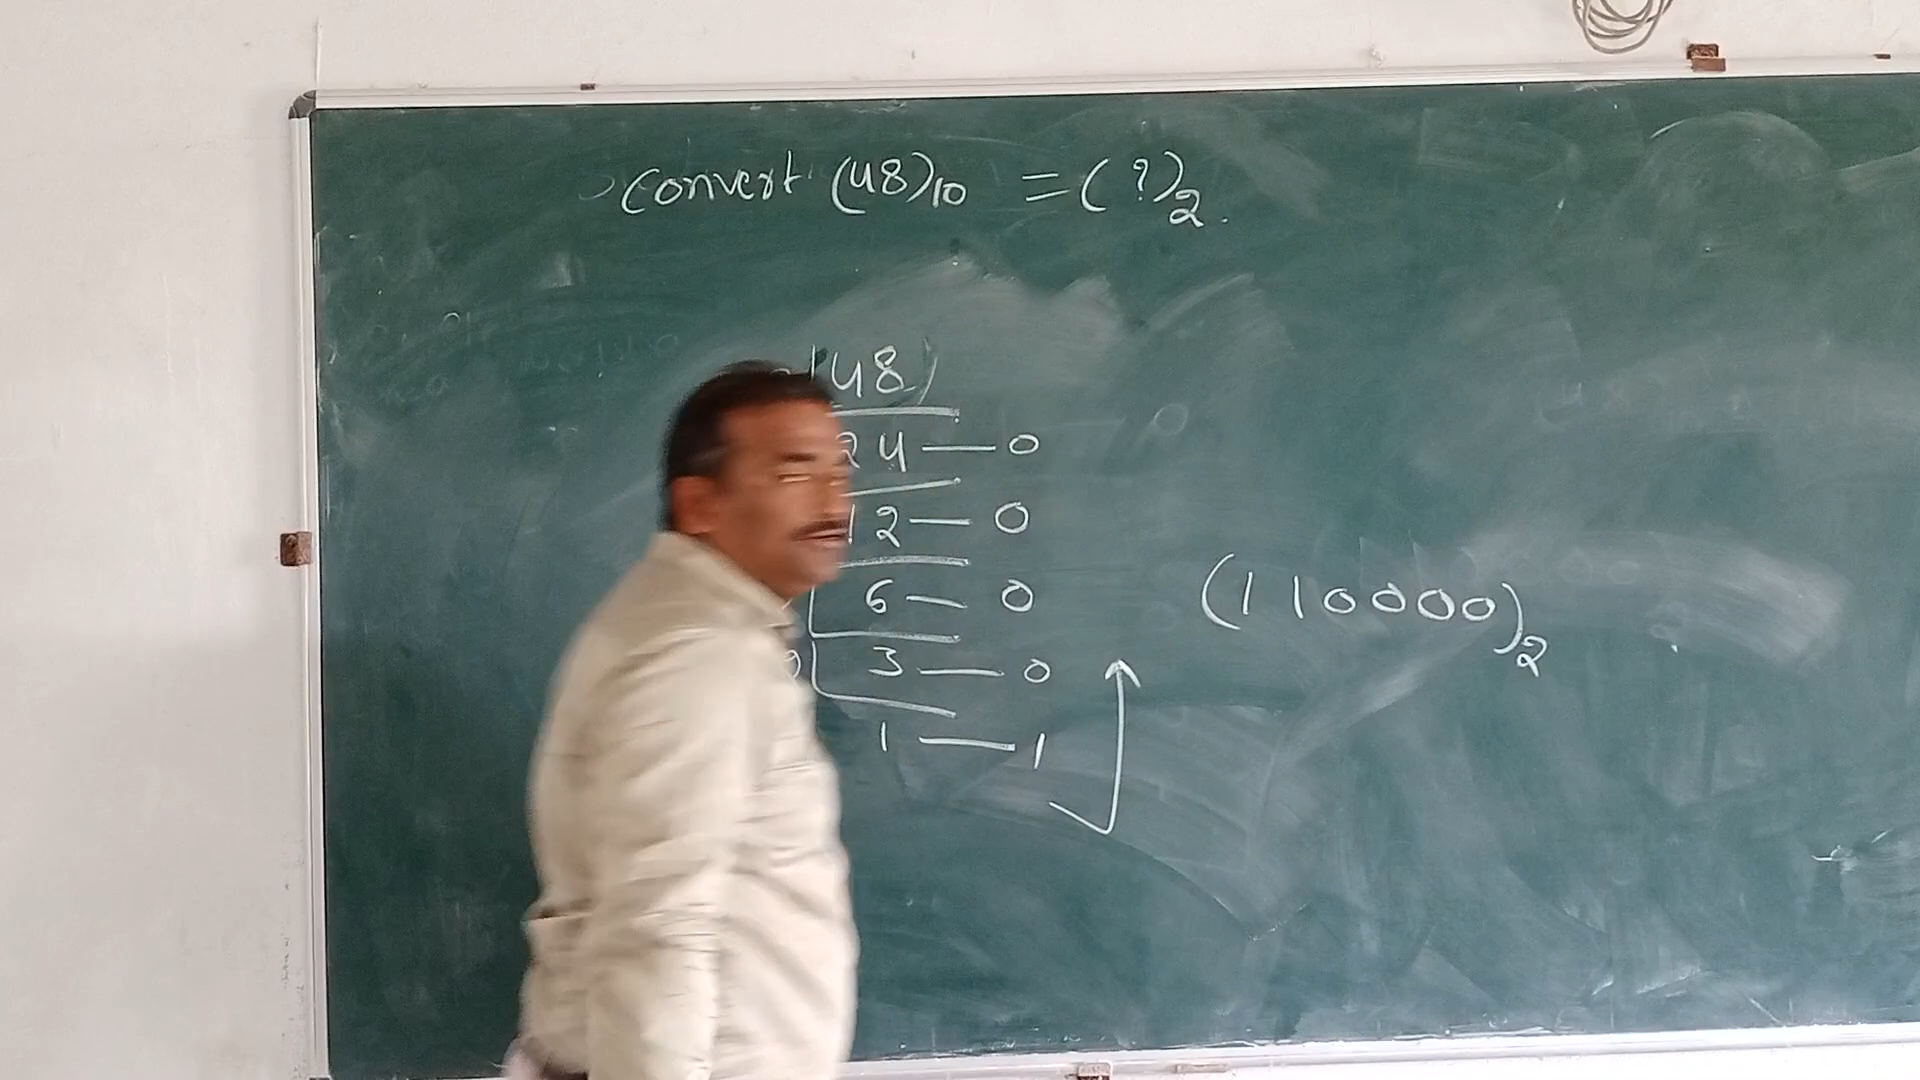 convert (48)10 = (?)2.
48
24 — 0
12 — 0
6 — 0
3 — 0
1 — 1
(110000)2